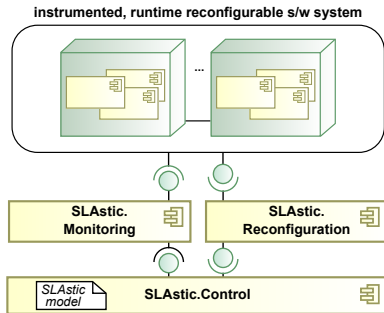 instrumented, runtime reconfigurable s/w system
...
SLAstic.
Monitoring
SLAstic.
Reconfiguration
SLAstic
model
SLAstic.Control